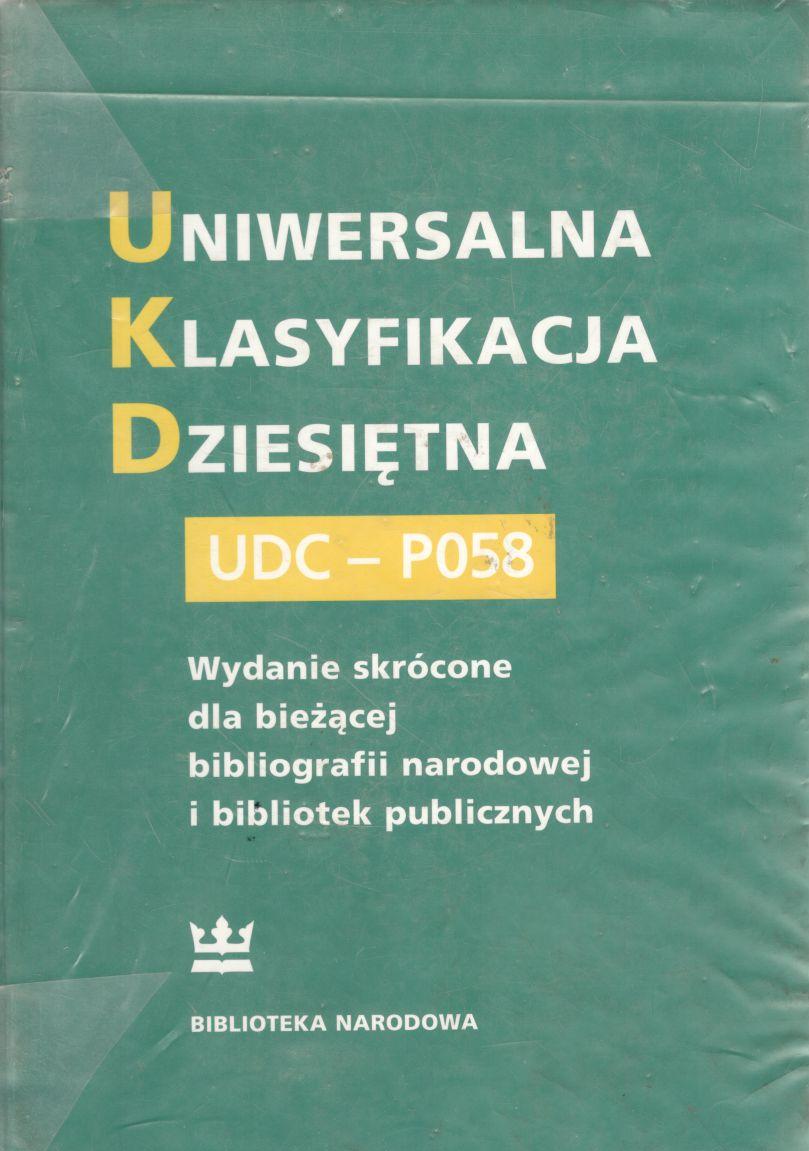 UNIWERSALNA
KLASYFIKACJA
DZIESIĘTNA
UDC – P058
Wydanie skrócone
dla bieżącej
bibliografii narodowej
i bibliotek publicznych
BIBLIOTEKA NARODOWA